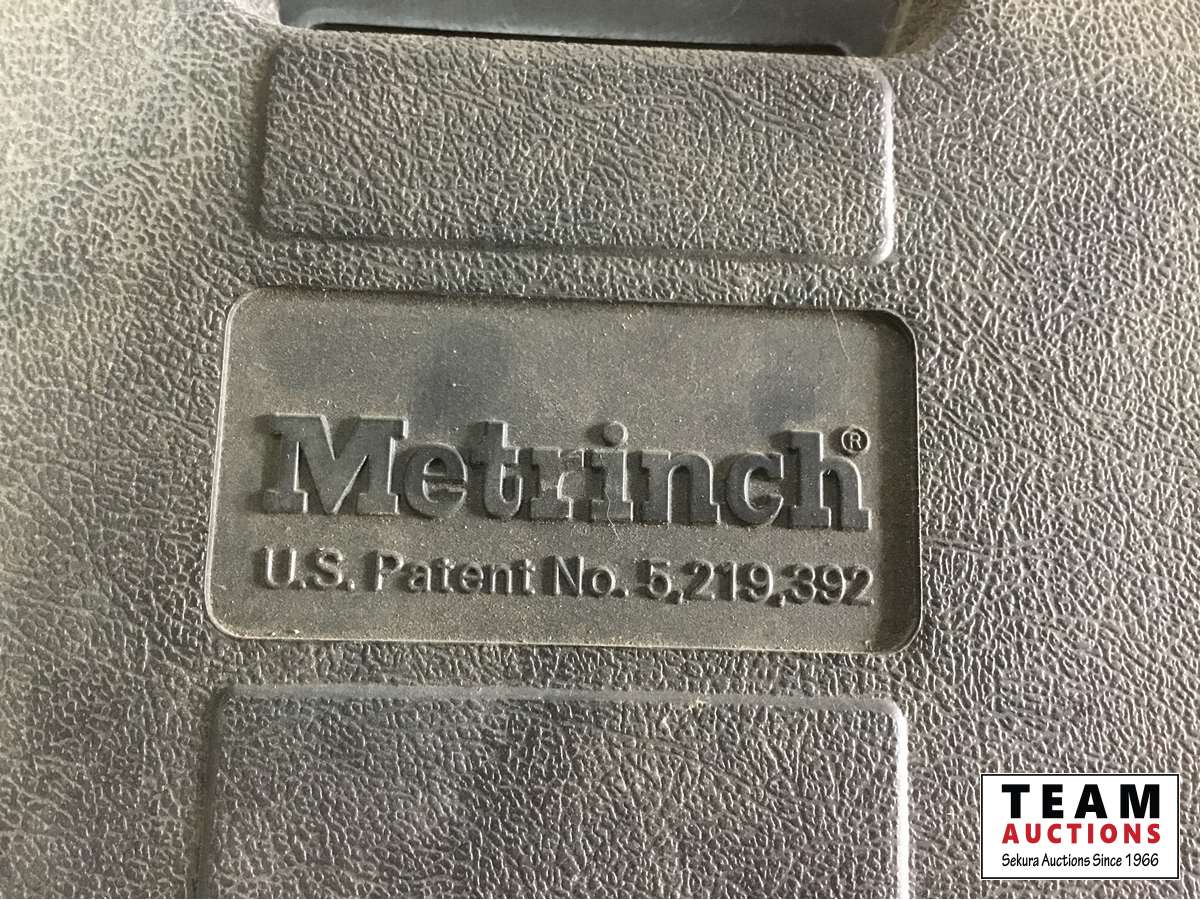 Metrinch®
U.S. Patent No. 5,219,392
TEAM
AUCTIONS
Sekura Auctions Since 1966